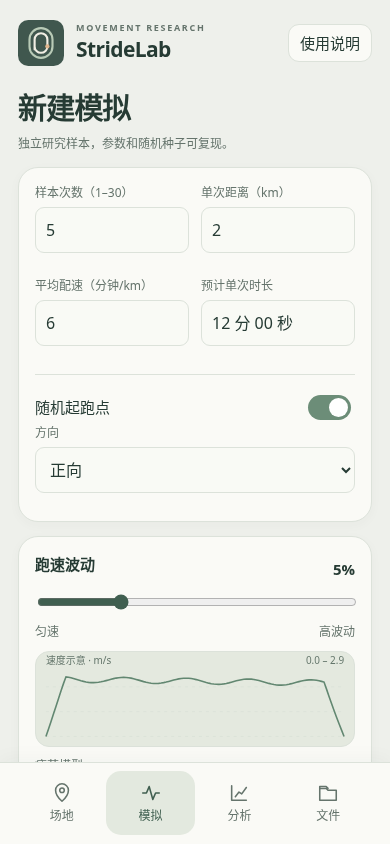 MOVEMENT RESEARCH
StrideLab
使用说明
新建模拟
独立研究样本，参数和随机种子可复现。
样本次数（1–30）
单次距离（km）
5
2
平均配速（分钟/km）
预计单次时长
6
12 分 00 秒
随机起跑点
方向
正向
跑速波动
5%
匀速
高波动
速度示意 · m/s
0.0 – 2.9
场地
模拟
分析
文件